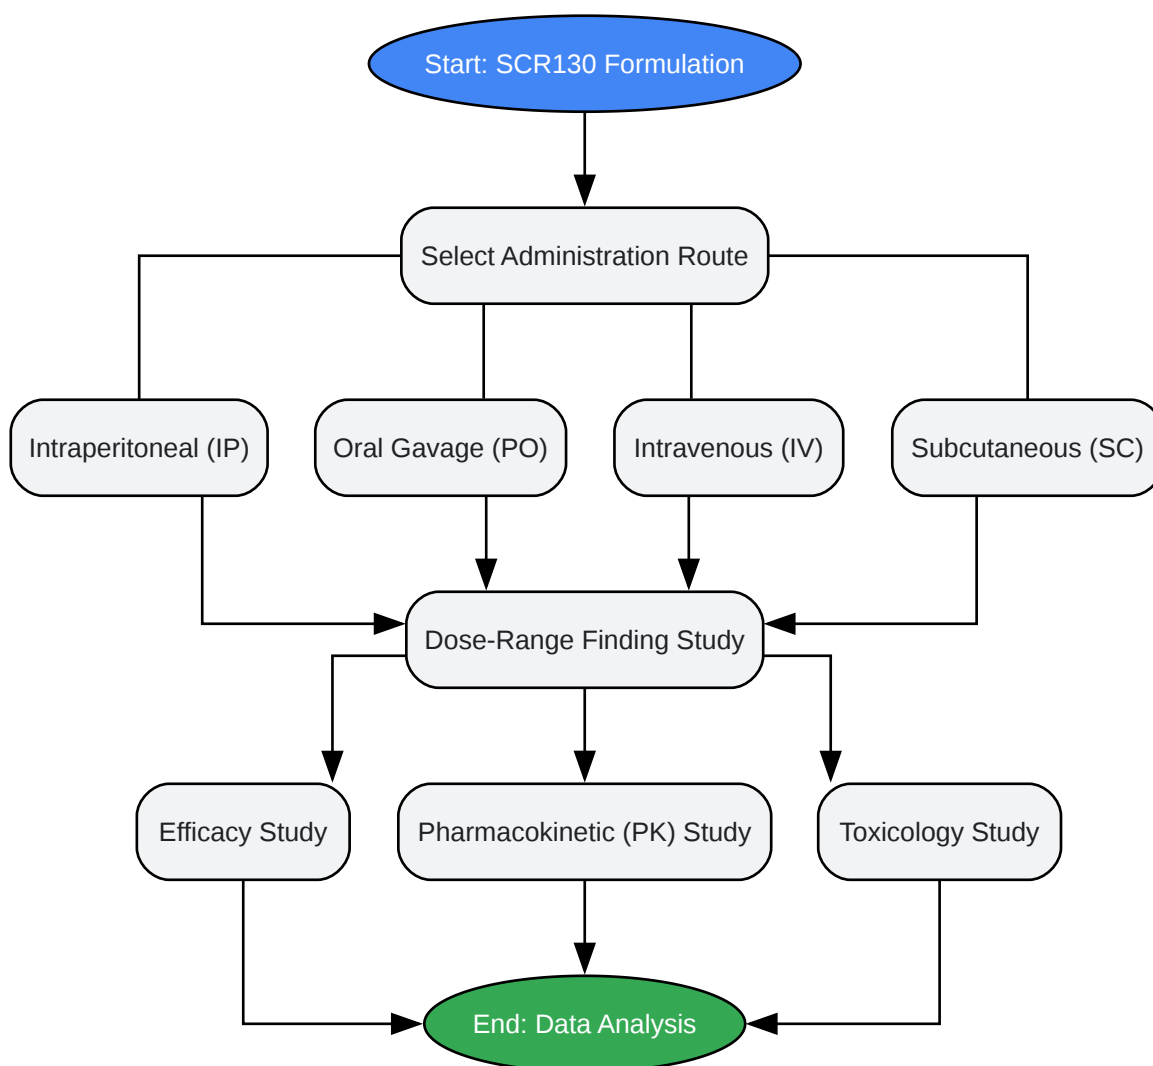 Start: SCR130 Formulation
Select Administration Route
Intraperitoneal (IP)
Oral Gavage (PO)
Intravenous (IV)
Subcutaneous (SC)
Dose-Range Finding Study
Efficacy Study
Pharmacokinetic (PK) Study
Toxicology Study
End: Data Analysis